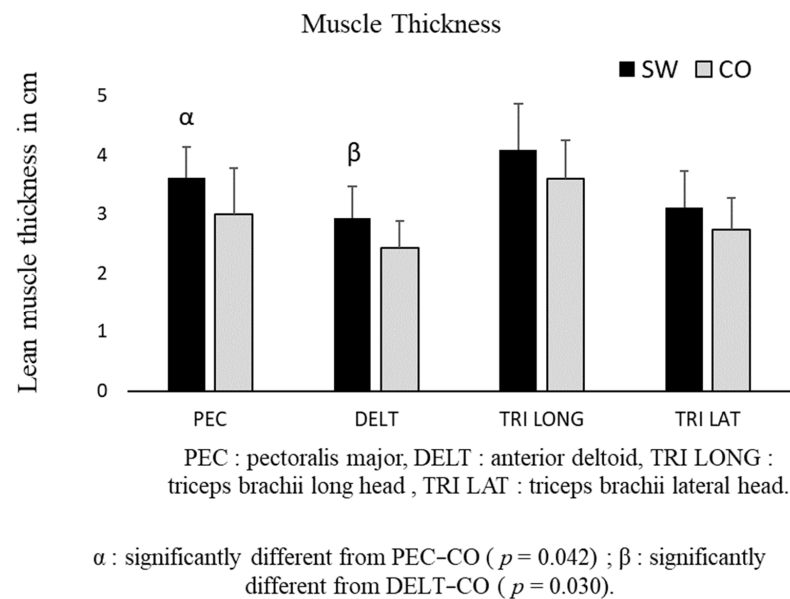 Muscle Thickness
SW CO
Lean muscle thickness in cm
5
4
3
2
1
0
α
β
PEC DELT TRI LONG TRI LAT
PEC : pectoralis major, DELT : anterior deltoid, TRI LONG :
triceps brachii long head , TRI LAT : triceps brachii lateral head.
α : significantly different from PEC–CO ( p = 0.042) ; β : significantly
different from DELT–CO ( p = 0.030).